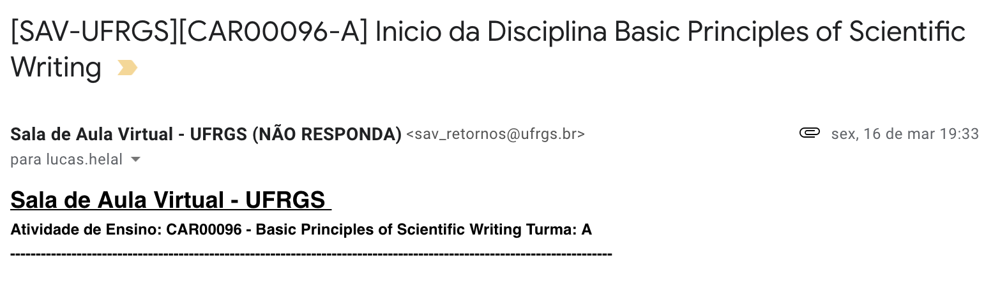 [SAV-UFRGS][CAR00096-A] Inicio da Disciplina Basic Principles of Scientific
Writing
Sala de Aula Virtual - UFRGS (NÃO RESPONDA) <sav_retornos@ufrgs.br>
sex, 16 de mar 19:33
para lucas.helal
Sala de Aula Virtual - UFRGS
Atividade de Ensino: CAR00096 - Basic Principles of Scientific Writing Turma: A
----------------------------------------------------------------------------------------------------------------------